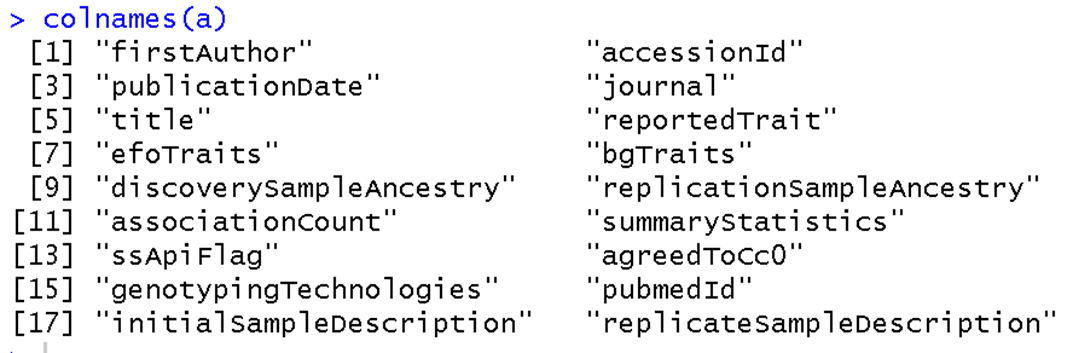 > colnames(a)
[1] "firstAuthor" "accessionId"
[3] "publicationDate" "journal"
[5] "title" "reportedTrait"
[7] "efoTraits" "bgTraits"
[9] "discoverySampleAncestry" "replicationSampleAncestry"
[11] "associationCount" "summaryStatistics"
[13] "ssApiFlag" "agreedToCc0"
[15] "genotypingTechnologies" "pubmedId"
[17] "initialSampleDescription" "replicateSampleDescription"